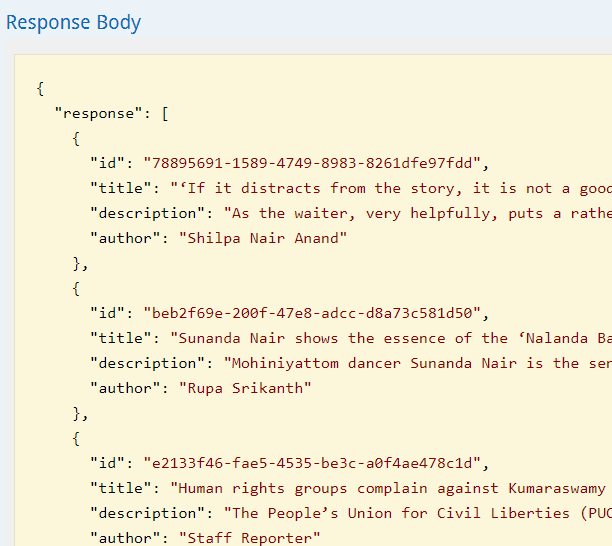 Response Body
{
"response": [
{
"id": "78895691-1589-4749-8983-8261dfe97fdd",
"title": "‘If it distracts from the story, it is not a good
"description": "As the waiter, very helpfully, puts a rathe
"author": "Shilpa Nair Anand"
},
{
"id": "beb2f69e-200f-47e8-adcc-d8a73c581d50",
"title": "Sunanda Nair shows the essence of the ‘Nalanda Ba
"description": "Mohiniyattom dancer Sunanda Nair is the sen
"author": "Rupa Srikanth"
},
{
"id": "e2133f46-fae5-4535-be3c-a0f4ae478c1d",
"title": "Human rights groups complain against Kumaraswamy
"description": "The People’s Union for Civil Liberties (PUC
"author": "Staff Reporter"